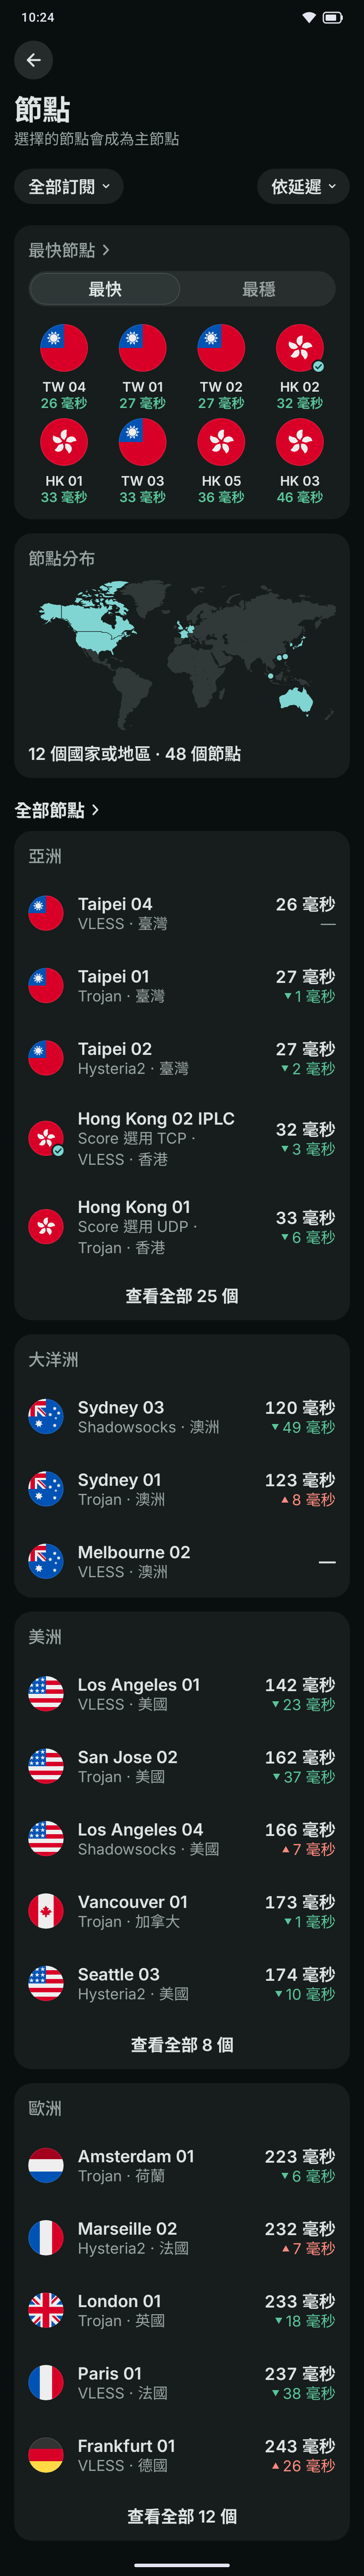 10:24
節點
選擇的節點會成為主節點
全部訂閱
依延遲
最快節點
最快
最穩
TW 04
TW 01
TW 02
HK 02
26 毫秒
27 毫秒
27 毫秒
32 毫秒
HK 01
TW 03
HK 05
HK 03
33 毫秒
33 毫秒
36 毫秒
46 毫秒
節點分布
12 個國家或地區 · 48 個節點
全部節點
亞洲
Taipei 04
26 毫秒
VLESS · 臺灣
—
Taipei 01
27 毫秒
Trojan · 臺灣
▼1 毫秒
Taipei 02
27 毫秒
Hysteria2 · 臺灣
▼2 毫秒
Hong Kong 02 IPLC
32 毫秒
Score 選用 TCP ·
VLESS · 香港
▼3 毫秒
Hong Kong 01
33 毫秒
Score 選用 UDP ·
Trojan · 香港
▼6 毫秒
查看全部 25 個
大洋洲
Sydney 03
120 毫秒
Shadowsocks · 澳洲
▼49 毫秒
Sydney 01
123 毫秒
Trojan · 澳洲
▲8 毫秒
Melbourne 02
VLESS · 澳洲
—
美洲
Los Angeles 01
142 毫秒
VLESS · 美國
▼23 毫秒
San Jose 02
162 毫秒
Trojan · 美國
▼37 毫秒
Los Angeles 04
166 毫秒
Shadowsocks · 美國
▲7 毫秒
Vancouver 01
173 毫秒
Trojan · 加拿大
▼1 毫秒
Seattle 03
174 毫秒
Hysteria2 · 美國
▼10 毫秒
查看全部 8 個
歐洲
Amsterdam 01
223 毫秒
Trojan · 荷蘭
▼6 毫秒
Marseille 02
232 毫秒
Hysteria2 · 法國
▲7 毫秒
London 01
233 毫秒
Trojan · 英國
▼18 毫秒
Paris 01
237 毫秒
VLESS · 法國
▼38 毫秒
Frankfurt 01
243 毫秒
VLESS · 德國
▲26 毫秒
查看全部 12 個